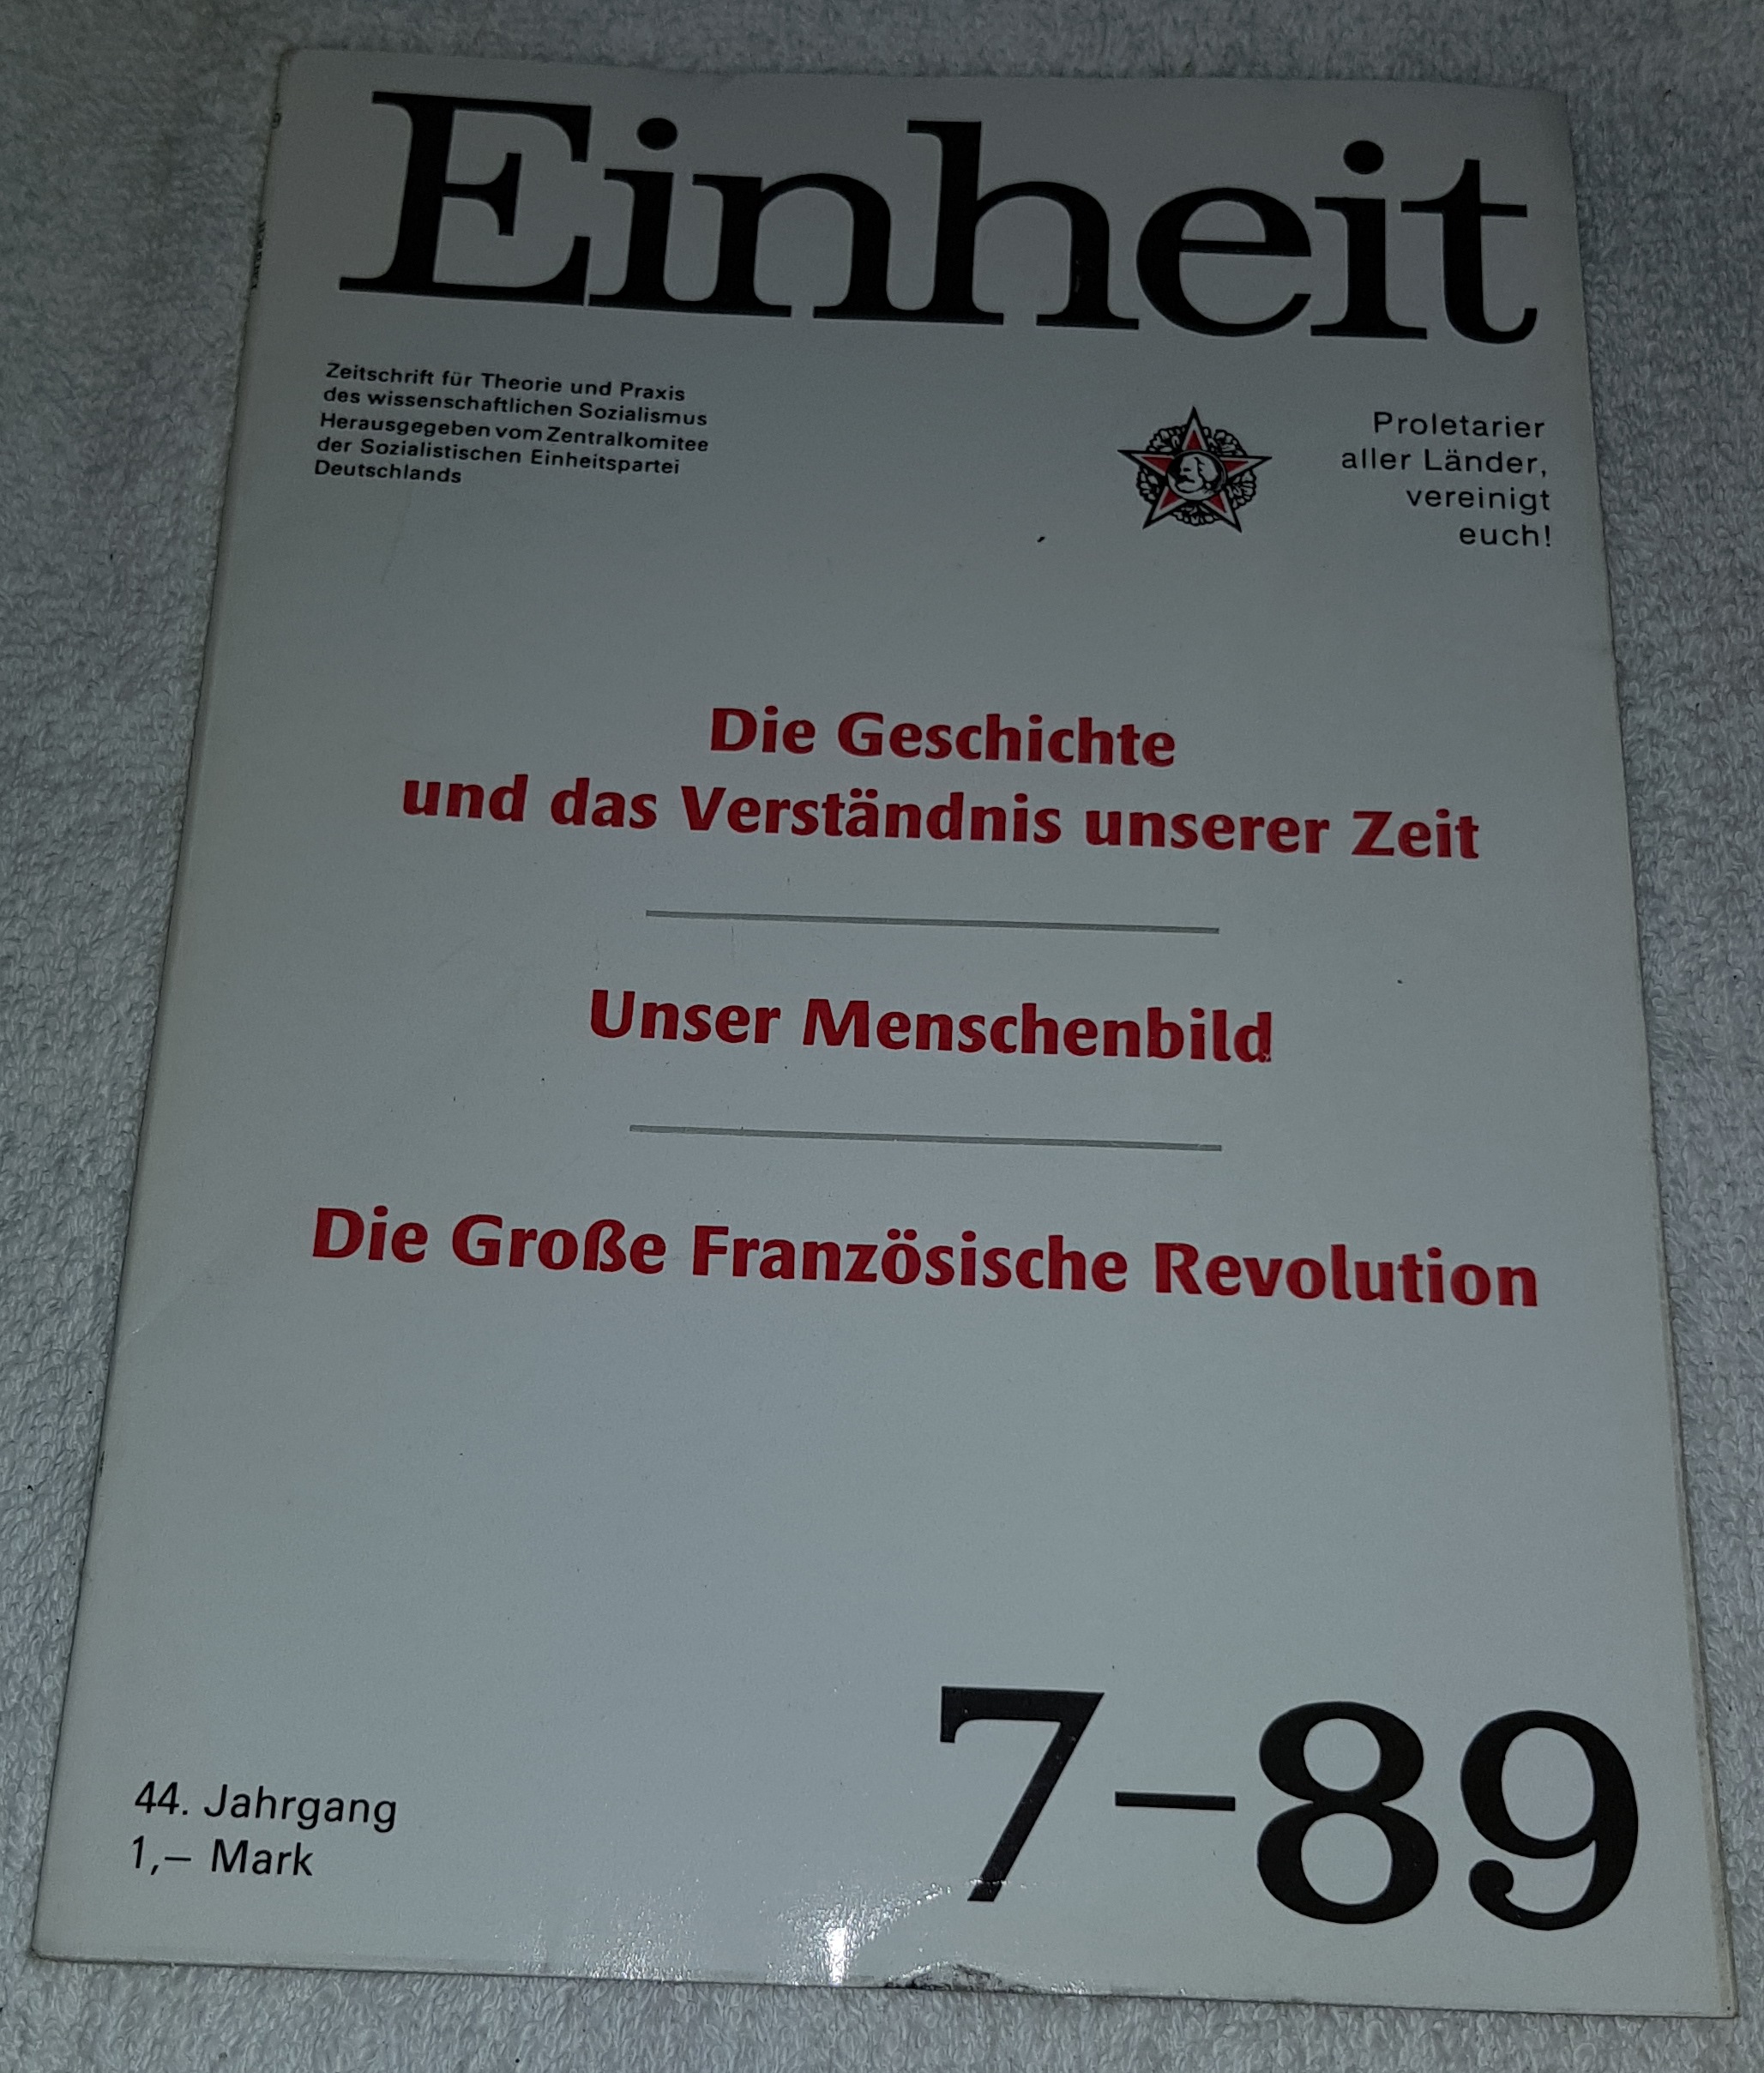 Einheit
Zeitschrift für Theorie und Praxis
des wissenschaftlichen Sozialismus
Herausgegeben vom Zentralkomitee
der Sozialistischen Einheitspartei
Deutschlands
Proletarier
aller Länder,
vereinigt
euch!
Die Geschichte
und das Verständnis unserer Zeit
Unser Menschenbild
Die Große Französische Revolution
44. Jahrgang
1,– Mark
7–89